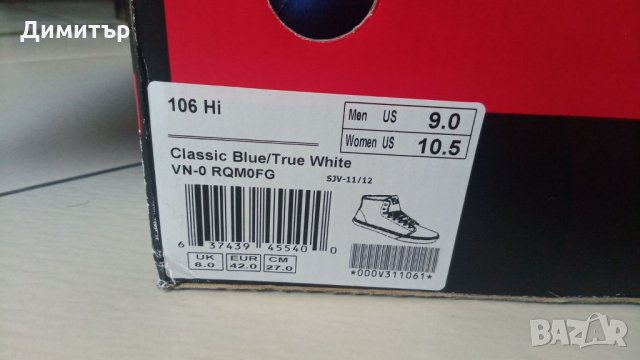 Димитър
106 Hi
Men US 9.0
Women US 10.5
Classic Blue/True White
VN-0 RQM0FG
SJV-11/12
6 37439 45540 0
UK EUR CM
8.0 42.0 27.0
*000V311061*
BAZAR